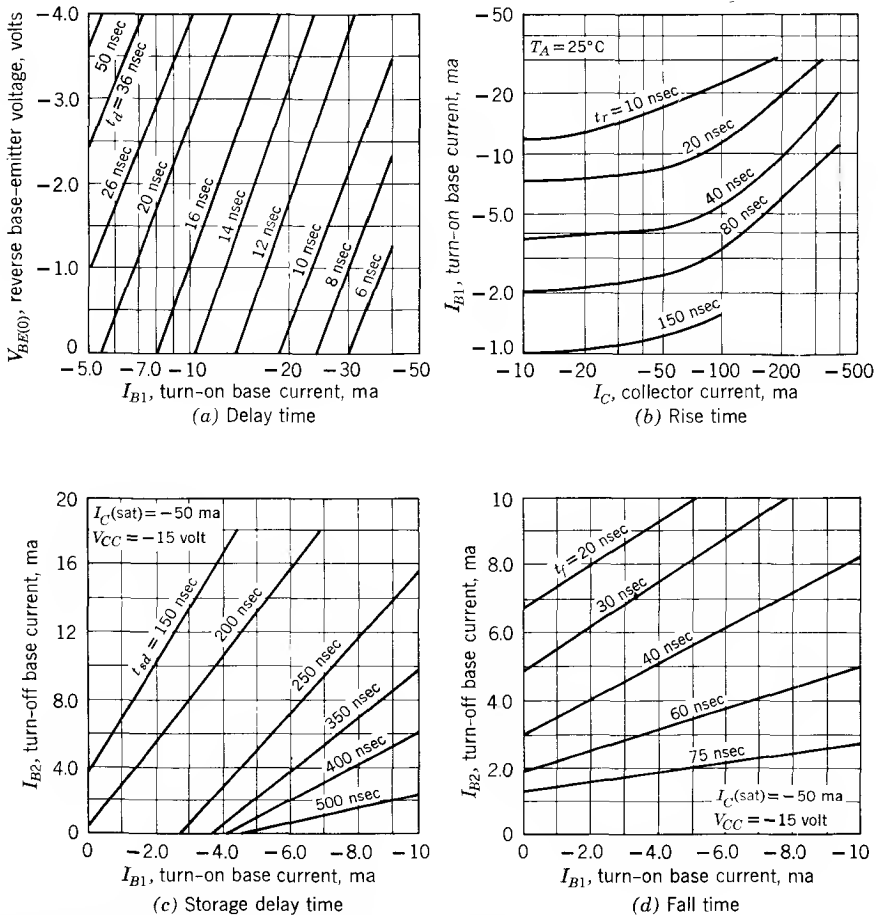 V_BE(0), reverse base–emitter voltage, volts
-4.0
-3.0
-2.0
-1.0
0
50 nsec
t_d = 36 nsec
26 nsec
20 nsec
16 nsec
14 nsec
12 nsec
10 nsec
8 nsec
6 nsec
-5.0
-7.0
-10
-20
-30
-50
I_B1, turn-on base current, ma
(a) Delay time
I_B1, turn-on base current, ma
-50
-20
-10
-5.0
-2.0
-1.0
T_A = 25°C
t_r = 10 nsec
20 nsec
40 nsec
80 nsec
150 nsec
-10
-20
-50
-100
-200
-500
I_C, collector current, ma
(b) Rise time
I_B2, turn-off base current, ma
20
16
12
8.0
4.0
0
I_C(sat) = -50 ma
V_CC = -15 volt
t_sd = 150 nsec
200 nsec
250 nsec
350 nsec
400 nsec
500 nsec
0
-2.0
-4.0
-6.0
-8.0
-10
I_B1, turn-on base current, ma
(c) Storage delay time
I_B2, turn-off base current, ma
10
8.0
6.0
4.0
2.0
0
t_f = 20 nsec
30 nsec
40 nsec
60 nsec
75 nsec
I_C(sat) = -50 ma
V_CC = -15 volt
0
-2.0
-4.0
-6.0
-8.0
-10
I_B1, turn-on base current, ma
(d) Fall time